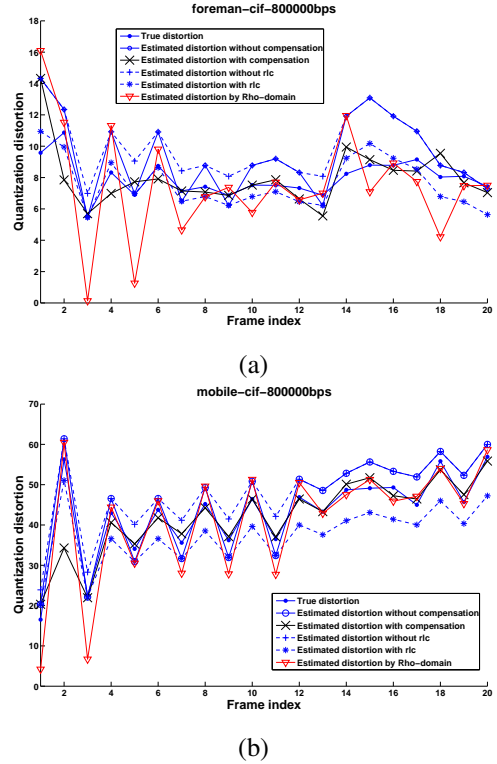 foreman-cif-800000bps
True distortion
Estimated distortion without compensation
Estimated distortion with compensation
Estimated distortion without rlc
Estimated distortion with rlc
Estimated distortion by Rho-domain
Quantization distortion
18
16
14
12
10
8
6
4
2
0
2 4 6 8 10 12 14 16 18 20
Frame index
(a)
mobile-cif-800000bps
Quantization distortion
70
60
50
40
30
20
10
0
True distortion
Estimated distortion without compensation
Estimated distortion with compensation
Estimated distortion without rlc
Estimated distortion with rlc
Estimated distortion by Rho-domain
2 4 6 8 10 12 14 16 18 20
Frame index
(b)